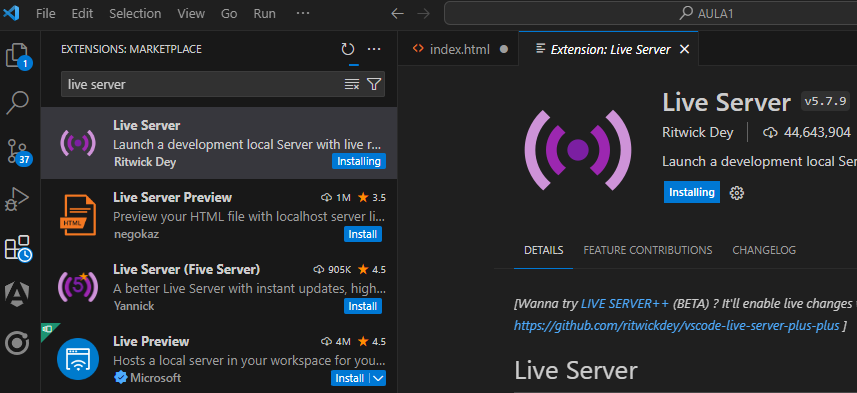 File Edit Selection View Go Run ... AULA1
EXTENSIONS: MARKETPLACE ...
index.html Extension: Live Server
live server
1
37
Live Server
Launch a development local Server with live r...
Ritwick Dey Installing
Live Server Preview 1M 3.5
Preview your HTML file with localhost server li...
negokaz Install
HTML
Live Server (Five Server) 905K 4.5
A better Live Server with instant updates, high...
Yannick Install
5
Live Preview 4M 4.5
Hosts a local server in your workspace for you...
Microsoft Install
Live Server v5.7.9
Ritwick Dey 44,643,904
Launch a development local Ser
Installing
DETAILS FEATURE CONTRIBUTIONS CHANGELOG
[Wanna try LIVE SERVER++ (BETA) ? It'll enable live changes
https://github.com/ritwickdey/vscode-live-server-plus-plus ]
Live Server